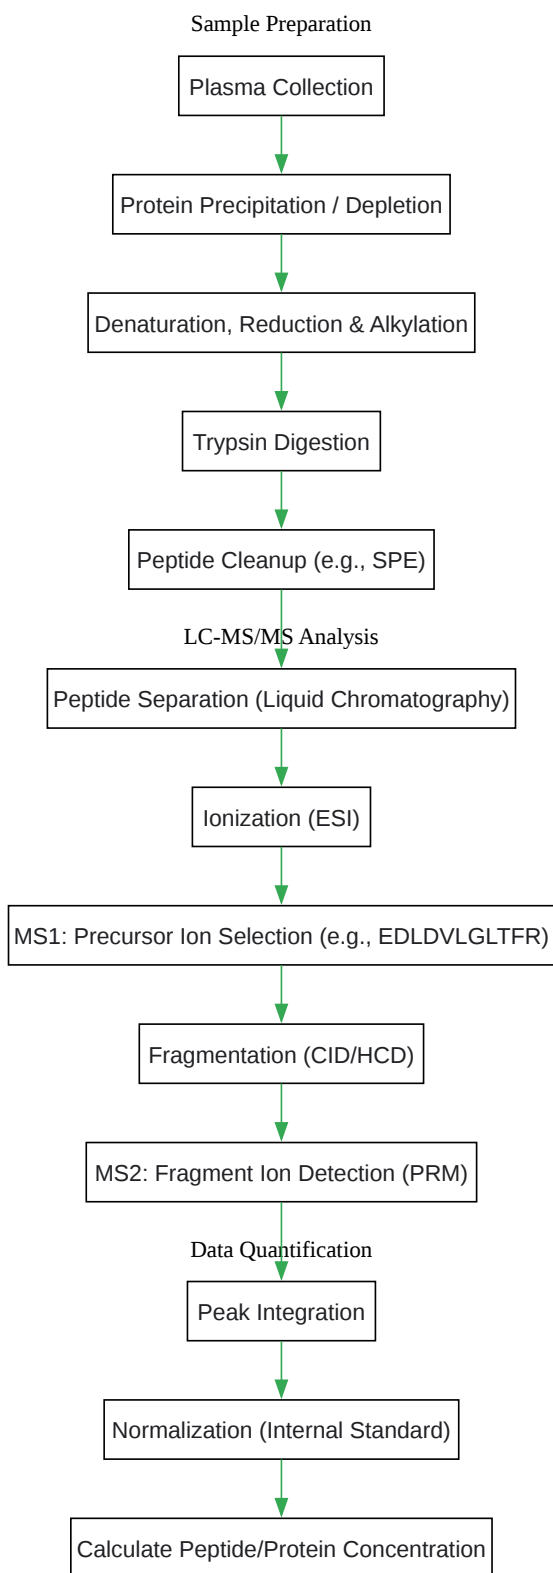 Sample Preparation
Plasma Collection
Protein Precipitation / Depletion
Denaturation, Reduction & Alkylation
Trypsin Digestion
Peptide Cleanup (e.g., SPE)
LC-MS/MS Analysis
Peptide Separation (Liquid Chromatography)
Ionization (ESI)
MS1: Precursor Ion Selection (e.g., EDLDVLGLTFR)
Fragmentation (CID/HCD)
MS2: Fragment Ion Detection (PRM)
Data Quantification
Peak Integration
Normalization (Internal Standard)
Calculate Peptide/Protein Concentration